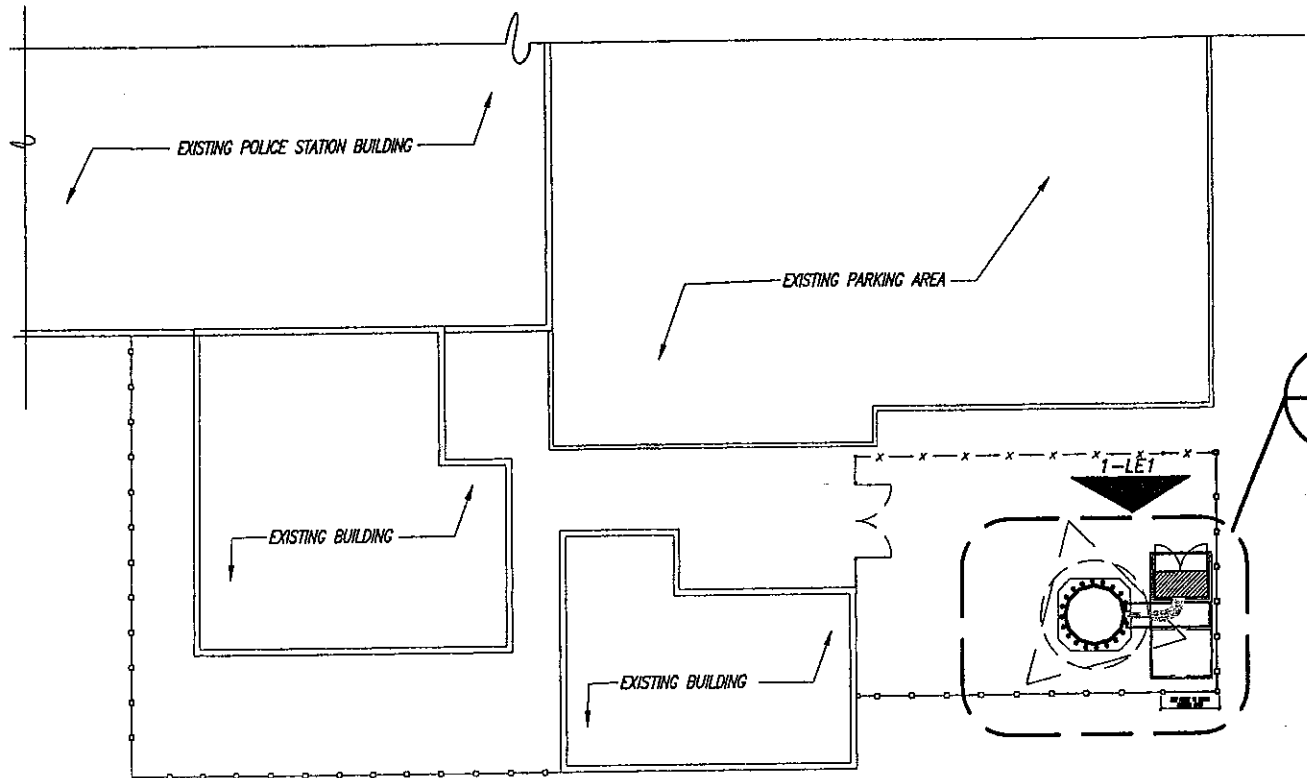 EXISTING POLICE STATION BUILDING
EXISTING PARKING AREA
1-LE1
EXISTING BUILDING
EXISTING BUILDING